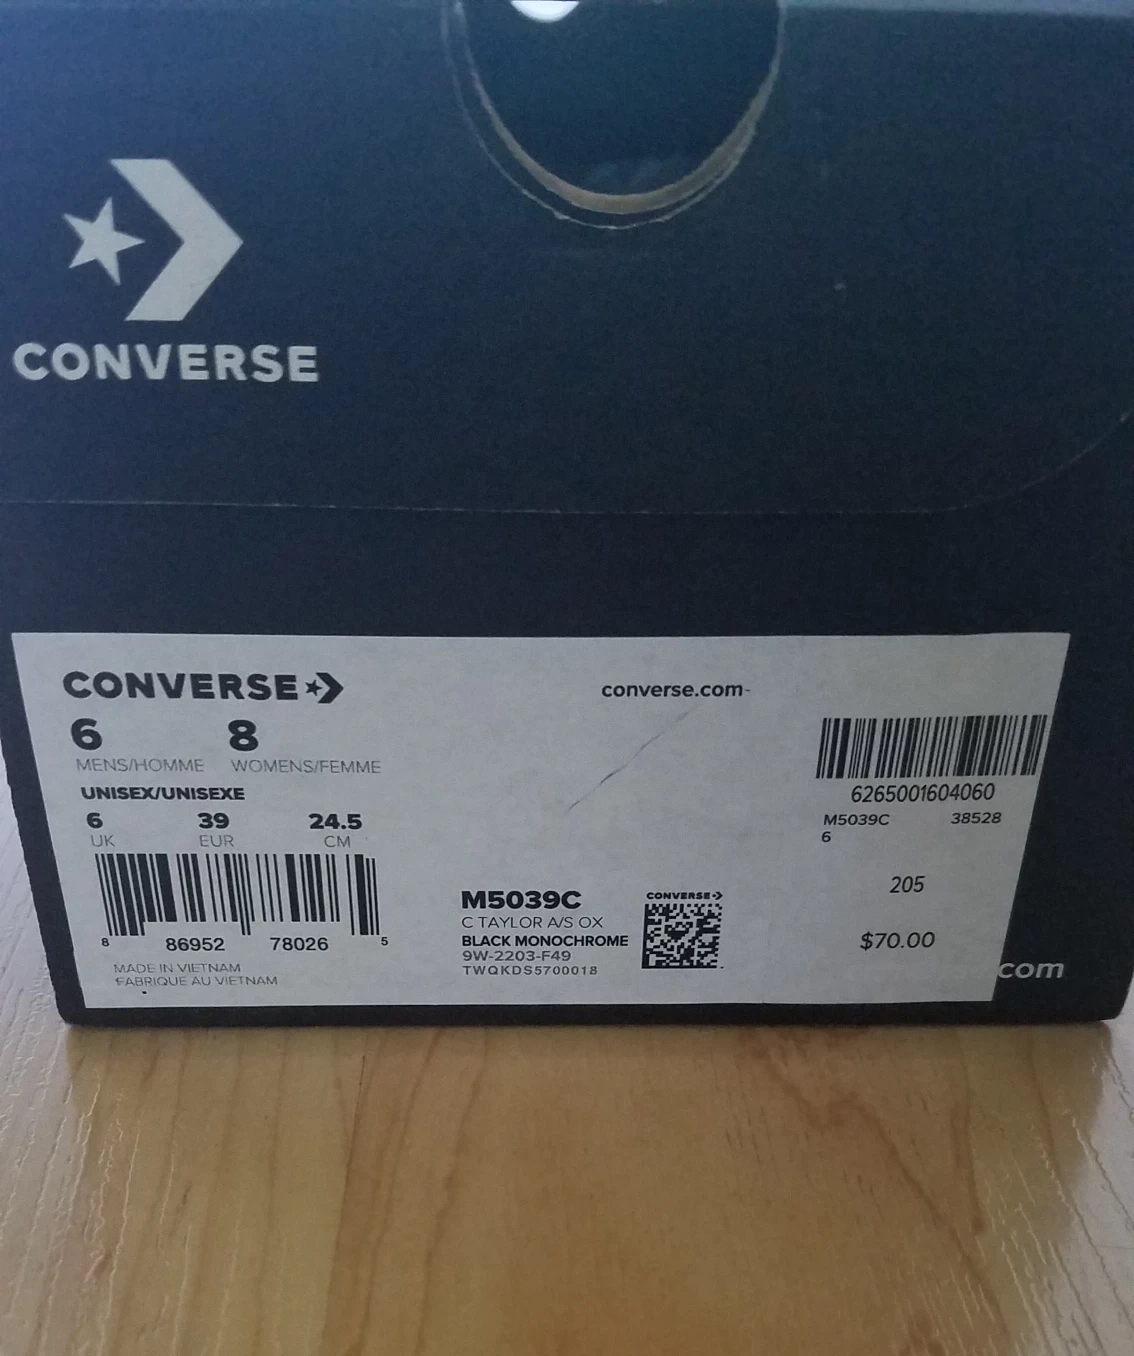 CONVERSE
CONVERSE
converse.com
6 8
MENS/HOMME WOMENS/FEMME
UNISEX/UNISEXE
6 39 24.5
UK EUR CM
8 86952 78026 5
MADE IN VIETNAM
FABRIQUE AU VIETNAM
M5039C
C TAYLOR A/S OX
BLACK MONOCHROME
9W-2203-F49
TWQKDS5700018
CONVERSE
6265001604060
M5039C 38528
6
205
$70.00
com